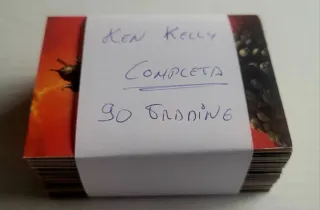 KEN KELLY
COMPLETA
90 TRADING